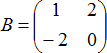 B = ( 1 2
-2 0 )